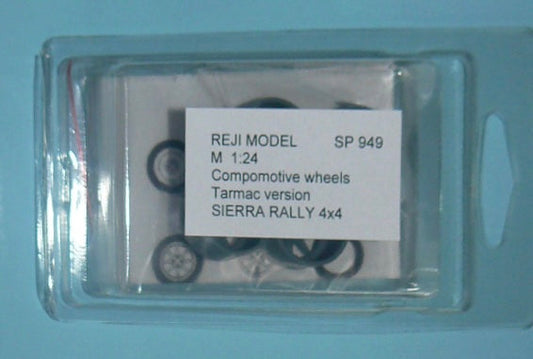 REJI MODEL SP 949
M 1:24
Compomotive wheels
Tarmac version
SIERRA RALLY 4x4